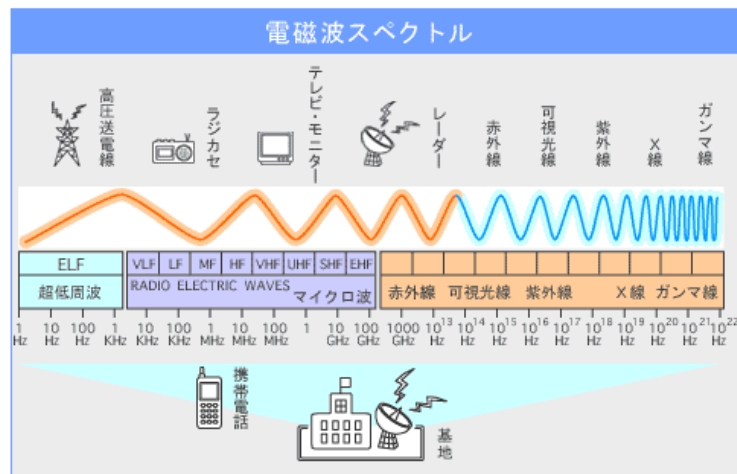 電磁波スペクトル
高圧送電線
ラジカセ
テレビ・モニター
レーダー
赤外線
可視光線
紫外線
X線
ガンマ線
ELF
VLF LF MF HF VHF UHF SHF EHF
超低周波
RADIO ELECTRIC WAVES
マイクロ波
赤外線 可視光線 紫外線 X線 ガンマ線
1 Hz
10 Hz
100 Hz
1 KHz
10 KHz
100 KHz
1 MHz
10 MHz
100 MHz
1
10 GHz
100 GHz
1000 GHz
10¹³ Hz
10¹⁴ Hz
10¹⁵ Hz
10¹⁶ Hz
10¹⁷ Hz
10¹⁸ Hz
10¹⁹ Hz
10²⁰ Hz
10²¹ Hz
10²² Hz
携帯電話
基地